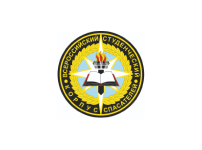 ВСЕРОССИЙСКИЙ СТУДЕНЧЕСКИЙ
КОРПУС СПАСАТЕЛЕЙ